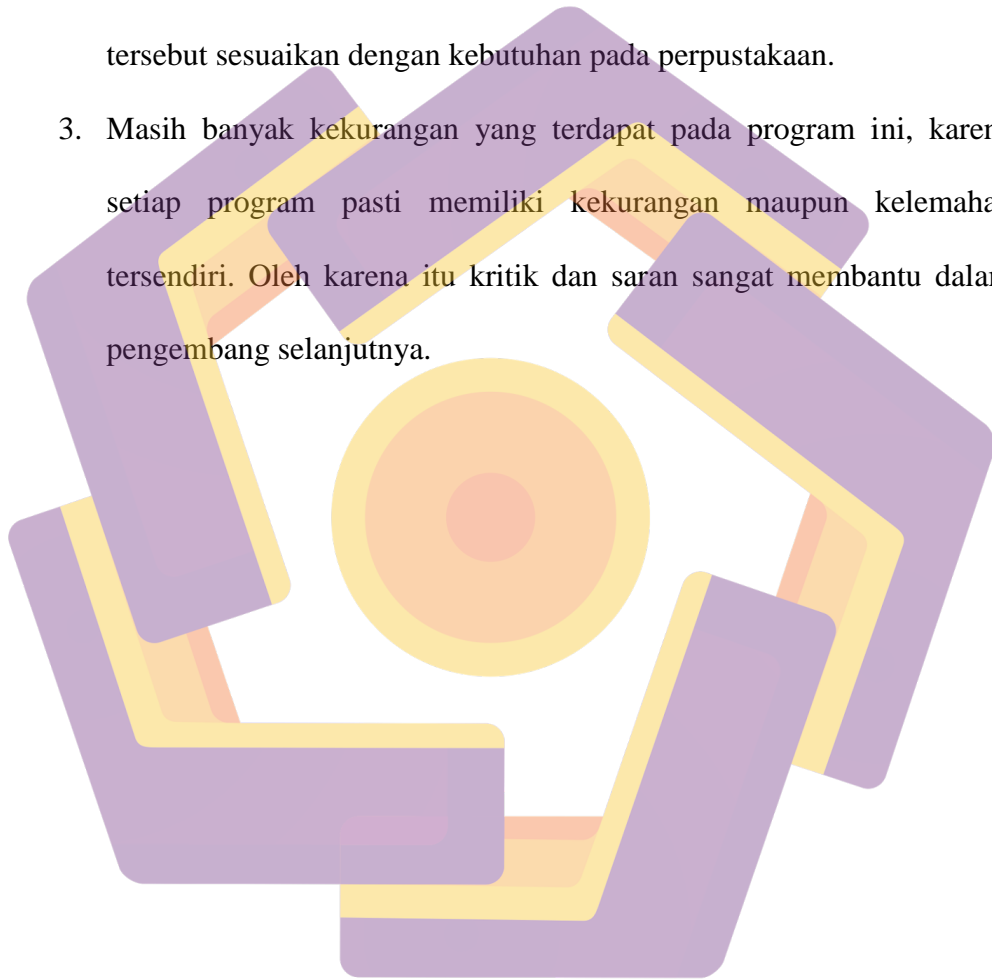 tersebut sesuaikan dengan kebutuhan pada perpustakaan.
3. Masih banyak kekurangan yang terdapat pada program ini, karen
setiap program pasti memiliki kekurangan maupun kelemaha
tersendiri. Oleh karena itu kritik dan saran sangat membantu dalam
pengembang selanjutnya.